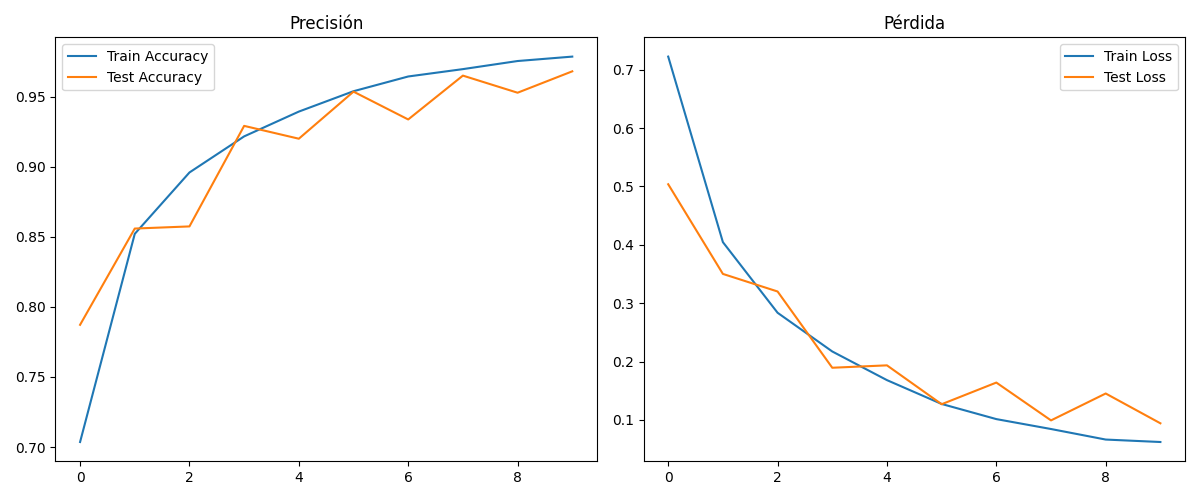 Precisión
Train Accuracy
Test Accuracy
0.95
0.90
0.85
0.80
0.75
0.70
0 2 4 6 8
Pérdida
Train Loss
Test Loss
0.7
0.6
0.5
0.4
0.3
0.2
0.1
0 2 4 6 8